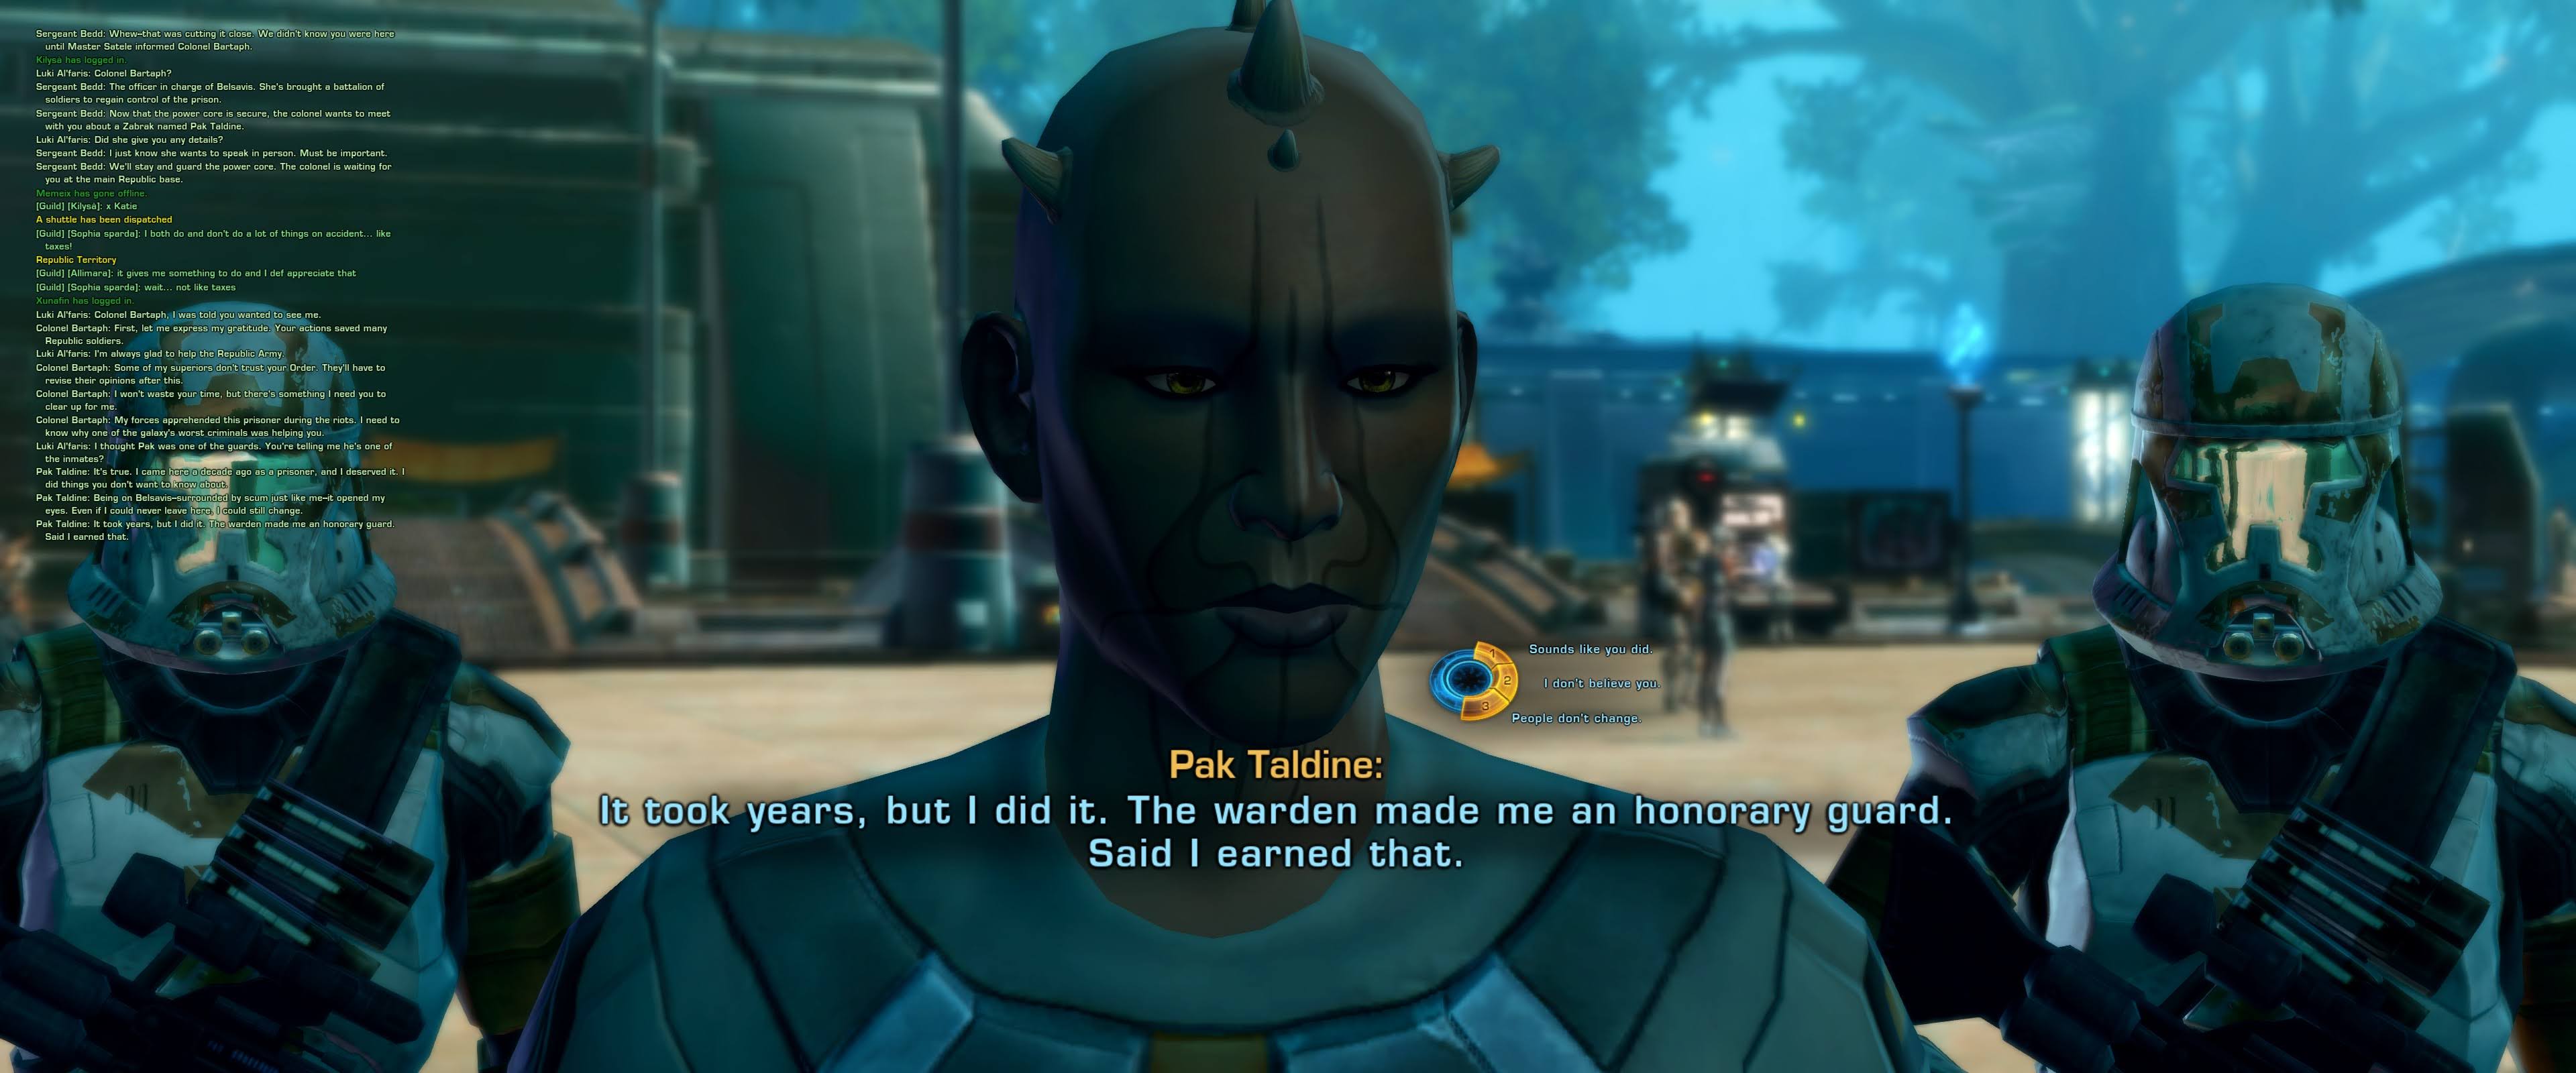 Sergeant Bedd: Whew—that was cutting it close. We didn't know you were here
until Master Satele informed Colonel Bartaph.
Kilysà has logged in.
Luki Al'faris: Colonel Bartaph?
Sergeant Bedd: The officer in charge of Belsavis. She's brought a battalion of
soldiers to regain control of the prison.
Sergeant Bedd: Now that the power core is secure, the colonel wants to meet
with you about a Zabrak named Pak Taldine.
Luki Al'faris: Did she give you any details?
Sergeant Bedd: I just know she wants to speak in person. Must be important.
Sergeant Bedd: We'll stay and guard the power core. The colonel is waiting for
you at the main Republic base.
Memeix has gone offline.
[Guild] [Kilysà]: x Katie
A shuttle has been dispatched
[Guild] [Sophia sparda]: I both do and don't do a lot of things on accident... like
taxes!
Republic Territory
[Guild] [Allimara]: it gives me something to do and I def appreciate that
[Guild] [Sophia sparda]: wait... not like taxes
Xunafin has logged in.
Luki Al'faris: Colonel Bartaph, I was told you wanted to see me.
Colonel Bartaph: First, let me express my gratitude. Your actions saved many
Republic soldiers.
Luki Al'faris: I'm always glad to help the Republic Army.
Colonel Bartaph: Some of my superiors don't trust your Order. They'll have to
revise their opinions after this.
Colonel Bartaph: I won't waste your time, but there's something I need you to
clear up for me.
Colonel Bartaph: My forces apprehended this prisoner during the riots. I need to
know why one of the galaxy's worst criminals was helping you.
Luki Al'faris: I thought Pak was one of the guards. You're telling me he's one of
the inmates?
Pak Taldine: It's true. I came here a decade ago as a prisoner, and I deserved it. I
did things you don't want to know about.
Pak Taldine: Being on Belsavis—surrounded by scum just like me—it opened my
eyes. Even if I could never leave here, I could still change.
Pak Taldine: It took years, but I did it. The warden made me an honorary guard.
Said I earned that.
1 Sounds like you did.
2 I don't believe you.
3 People don't change.
Pak Taldine:
It took years, but I did it. The warden made me an honorary guard.
Said I earned that.